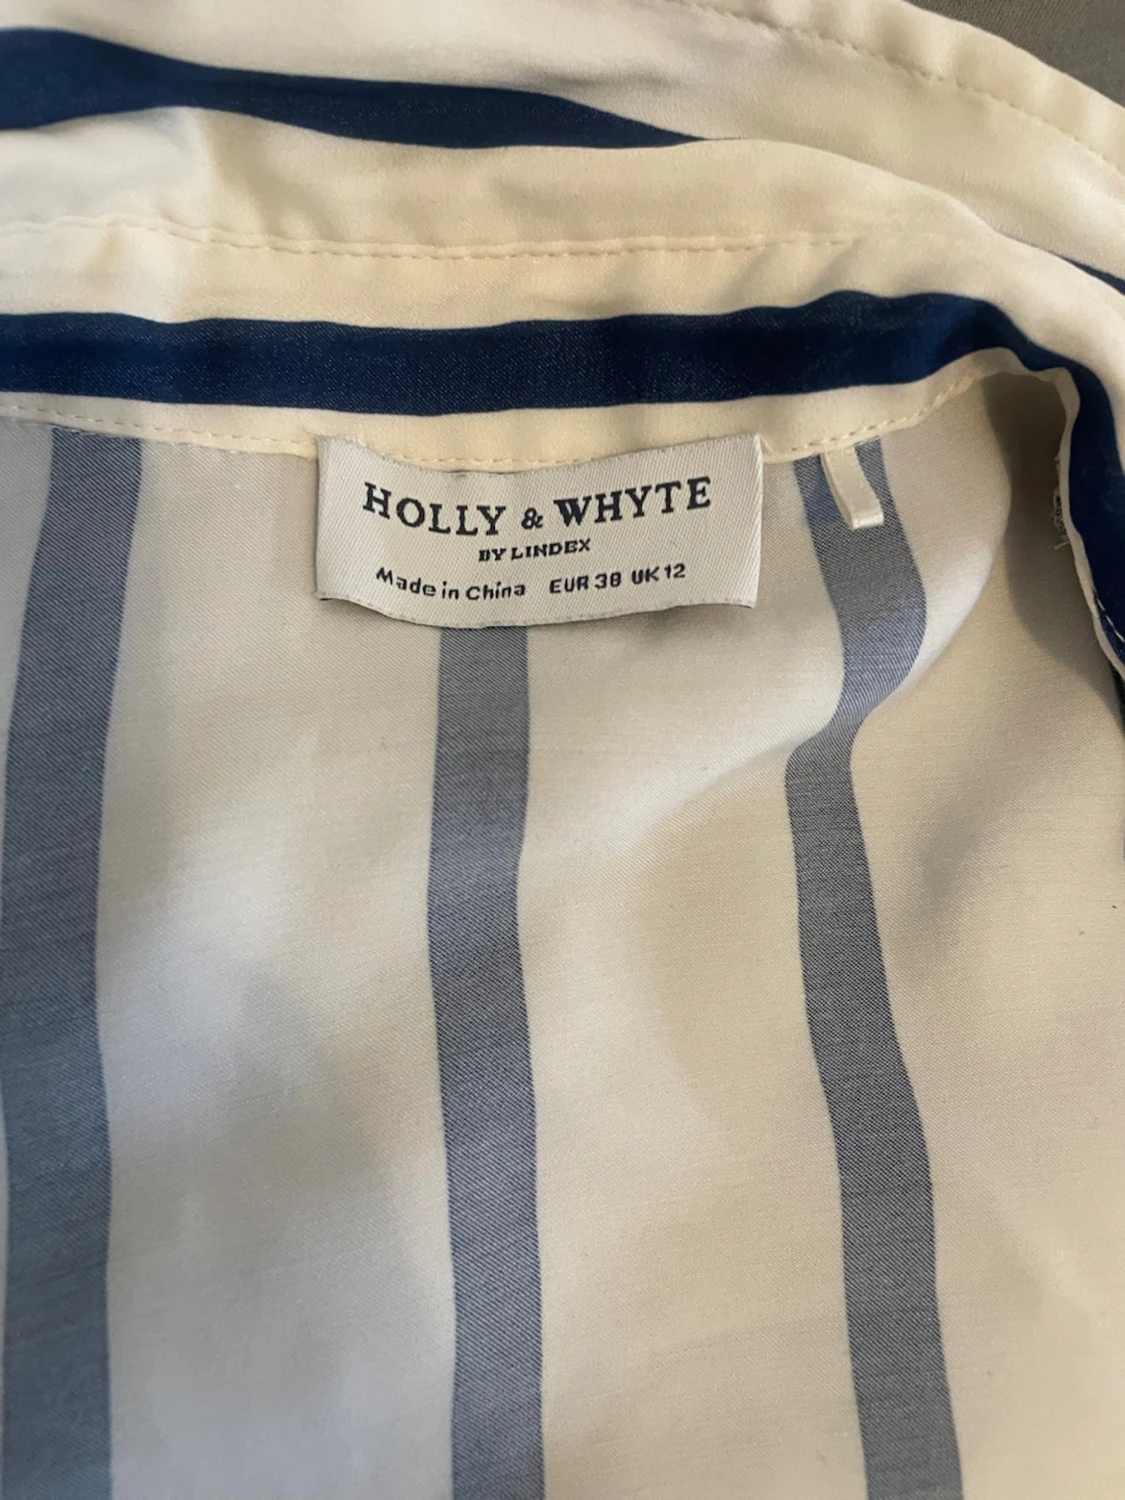 HOLLY & WHYTE
BY LINDEX
Made in China EUR 38 UK 12